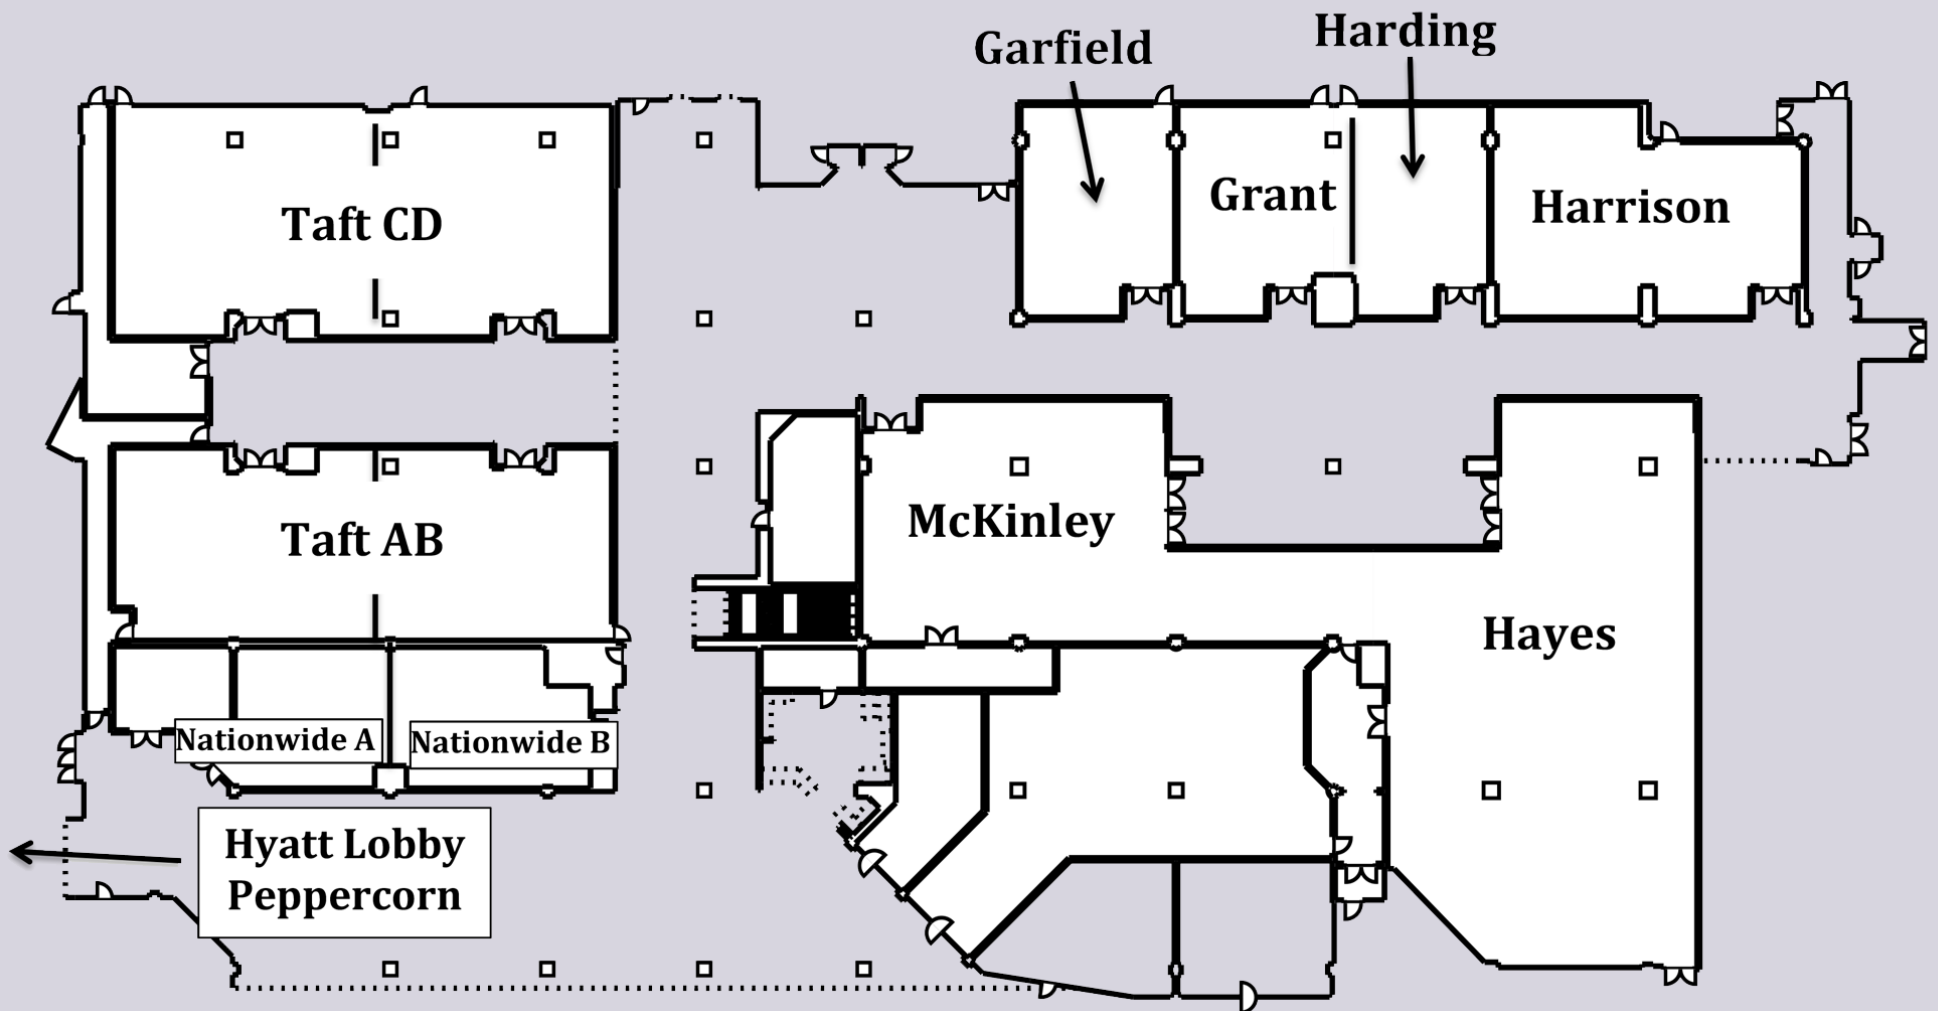 Harding
Garfield
Taft CD
Grant
Harrison
Taft AB
McKinley
Hayes
Nationwide A
Nationwide B
Hyatt Lobby
Peppercorn